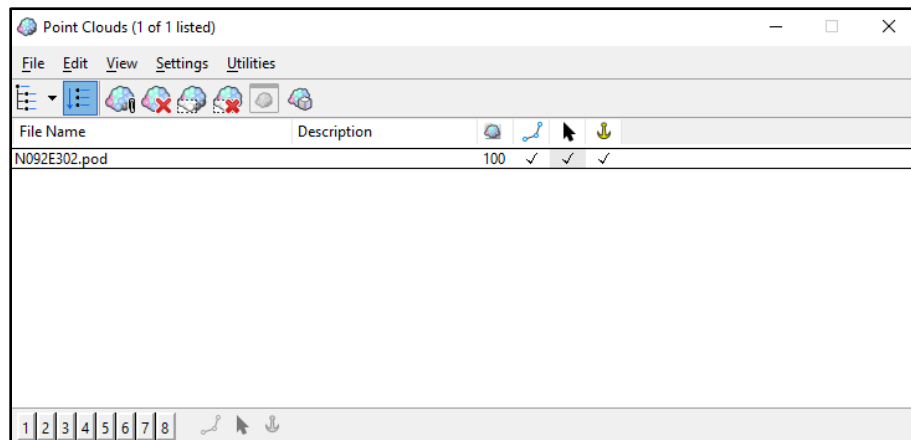 Point Clouds (1 of 1 listed)
File Edit View Settings Utilities
File Name Description
N092E302.pod 100 ✓ ✓ ✓
1 2 3 4 5 6 7 8